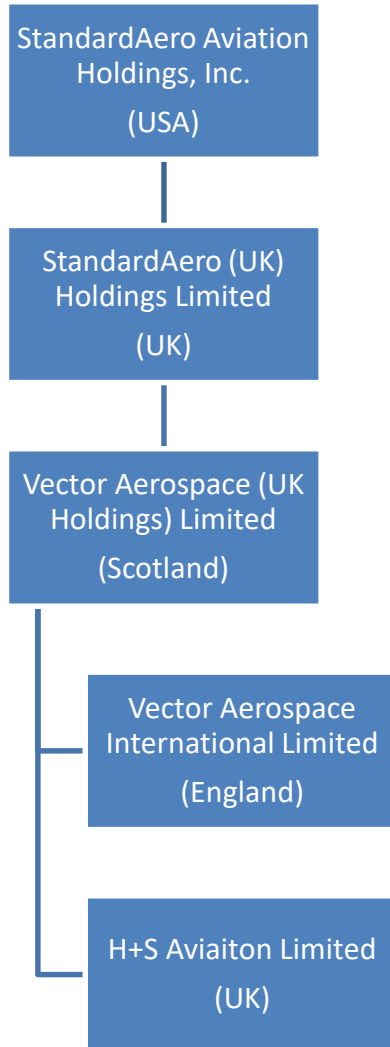 StandardAero Aviation
Holdings, Inc.
(USA)
StandardAero (UK)
Holdings Limited
(UK)
Vector Aerospace (UK
Holdings) Limited
(Scotland)
Vector Aerospace
International Limited
(England)
H+S Aviaiton Limited
(UK)